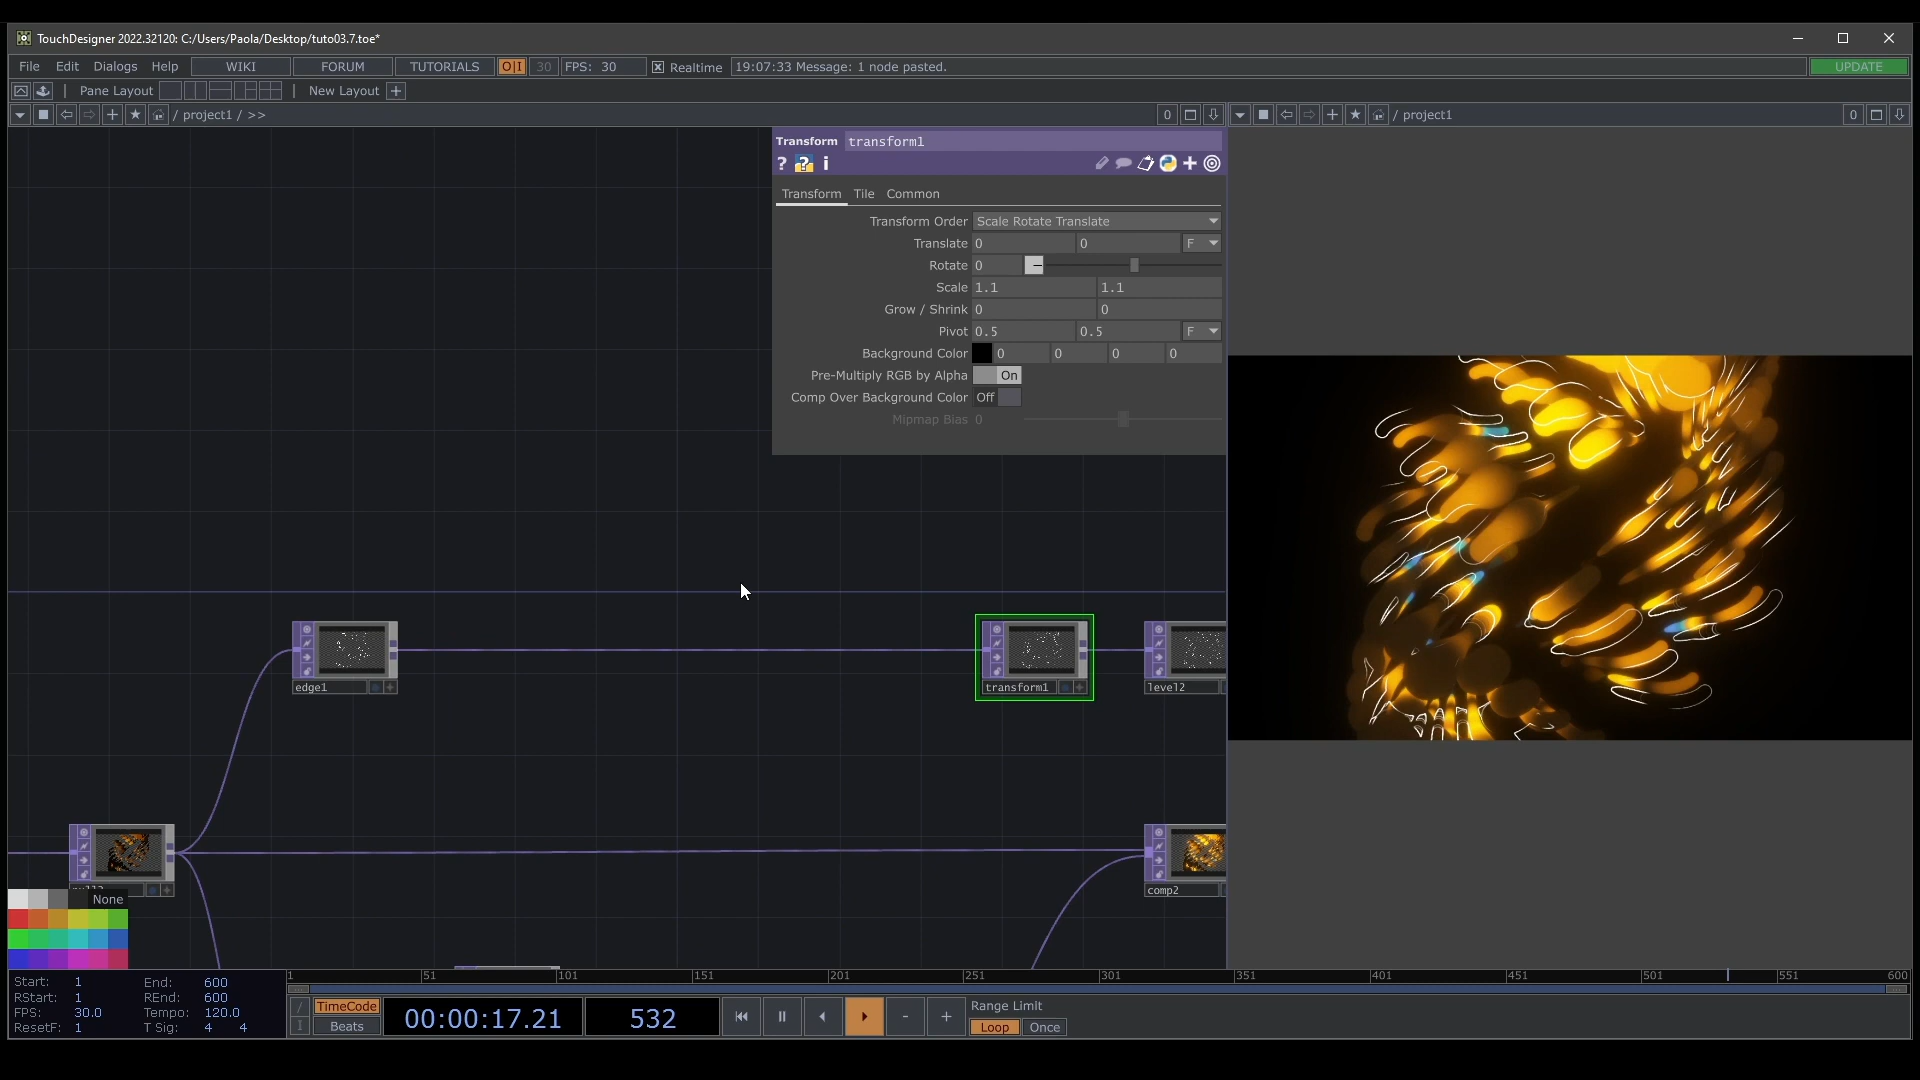 TouchDesigner 2022.32120: C:/Users/Paola/Desktop/tuto03.7.toe*
File Edit Dialogs Help WIKI FORUM TUTORIALS O|I 30 FPS: 30 Realtime 19:07:33 Message: 1 node pasted. UPDATE
Pane Layout | New Layout +
/ project1 / >> 0
/ project1 0
Transform transform1
? ? i
Transform Tile Common
Transform Order Scale Rotate Translate
Translate 0 0 F
Rotate 0
Scale 1.1 1.1
Grow / Shrink 0 0
Pivot 0.5 0.5 F
Background Color 0 0 0 0
Pre-Multiply RGB by Alpha On
Comp Over Background Color Off
Mipmap Bias 0
edge1
transform1
level2
comp2
None
1 51 101 151 201 251 301 351 401 451 501 551 600
Start: 1 End: 600
RStart: 1 REnd: 600
FPS: 30.0 Tempo: 120.0
ResetF: 1 T Sig: 4 4
TimeCode
Beats
00:00:17.21
532
- +
Range Limit
Loop Once